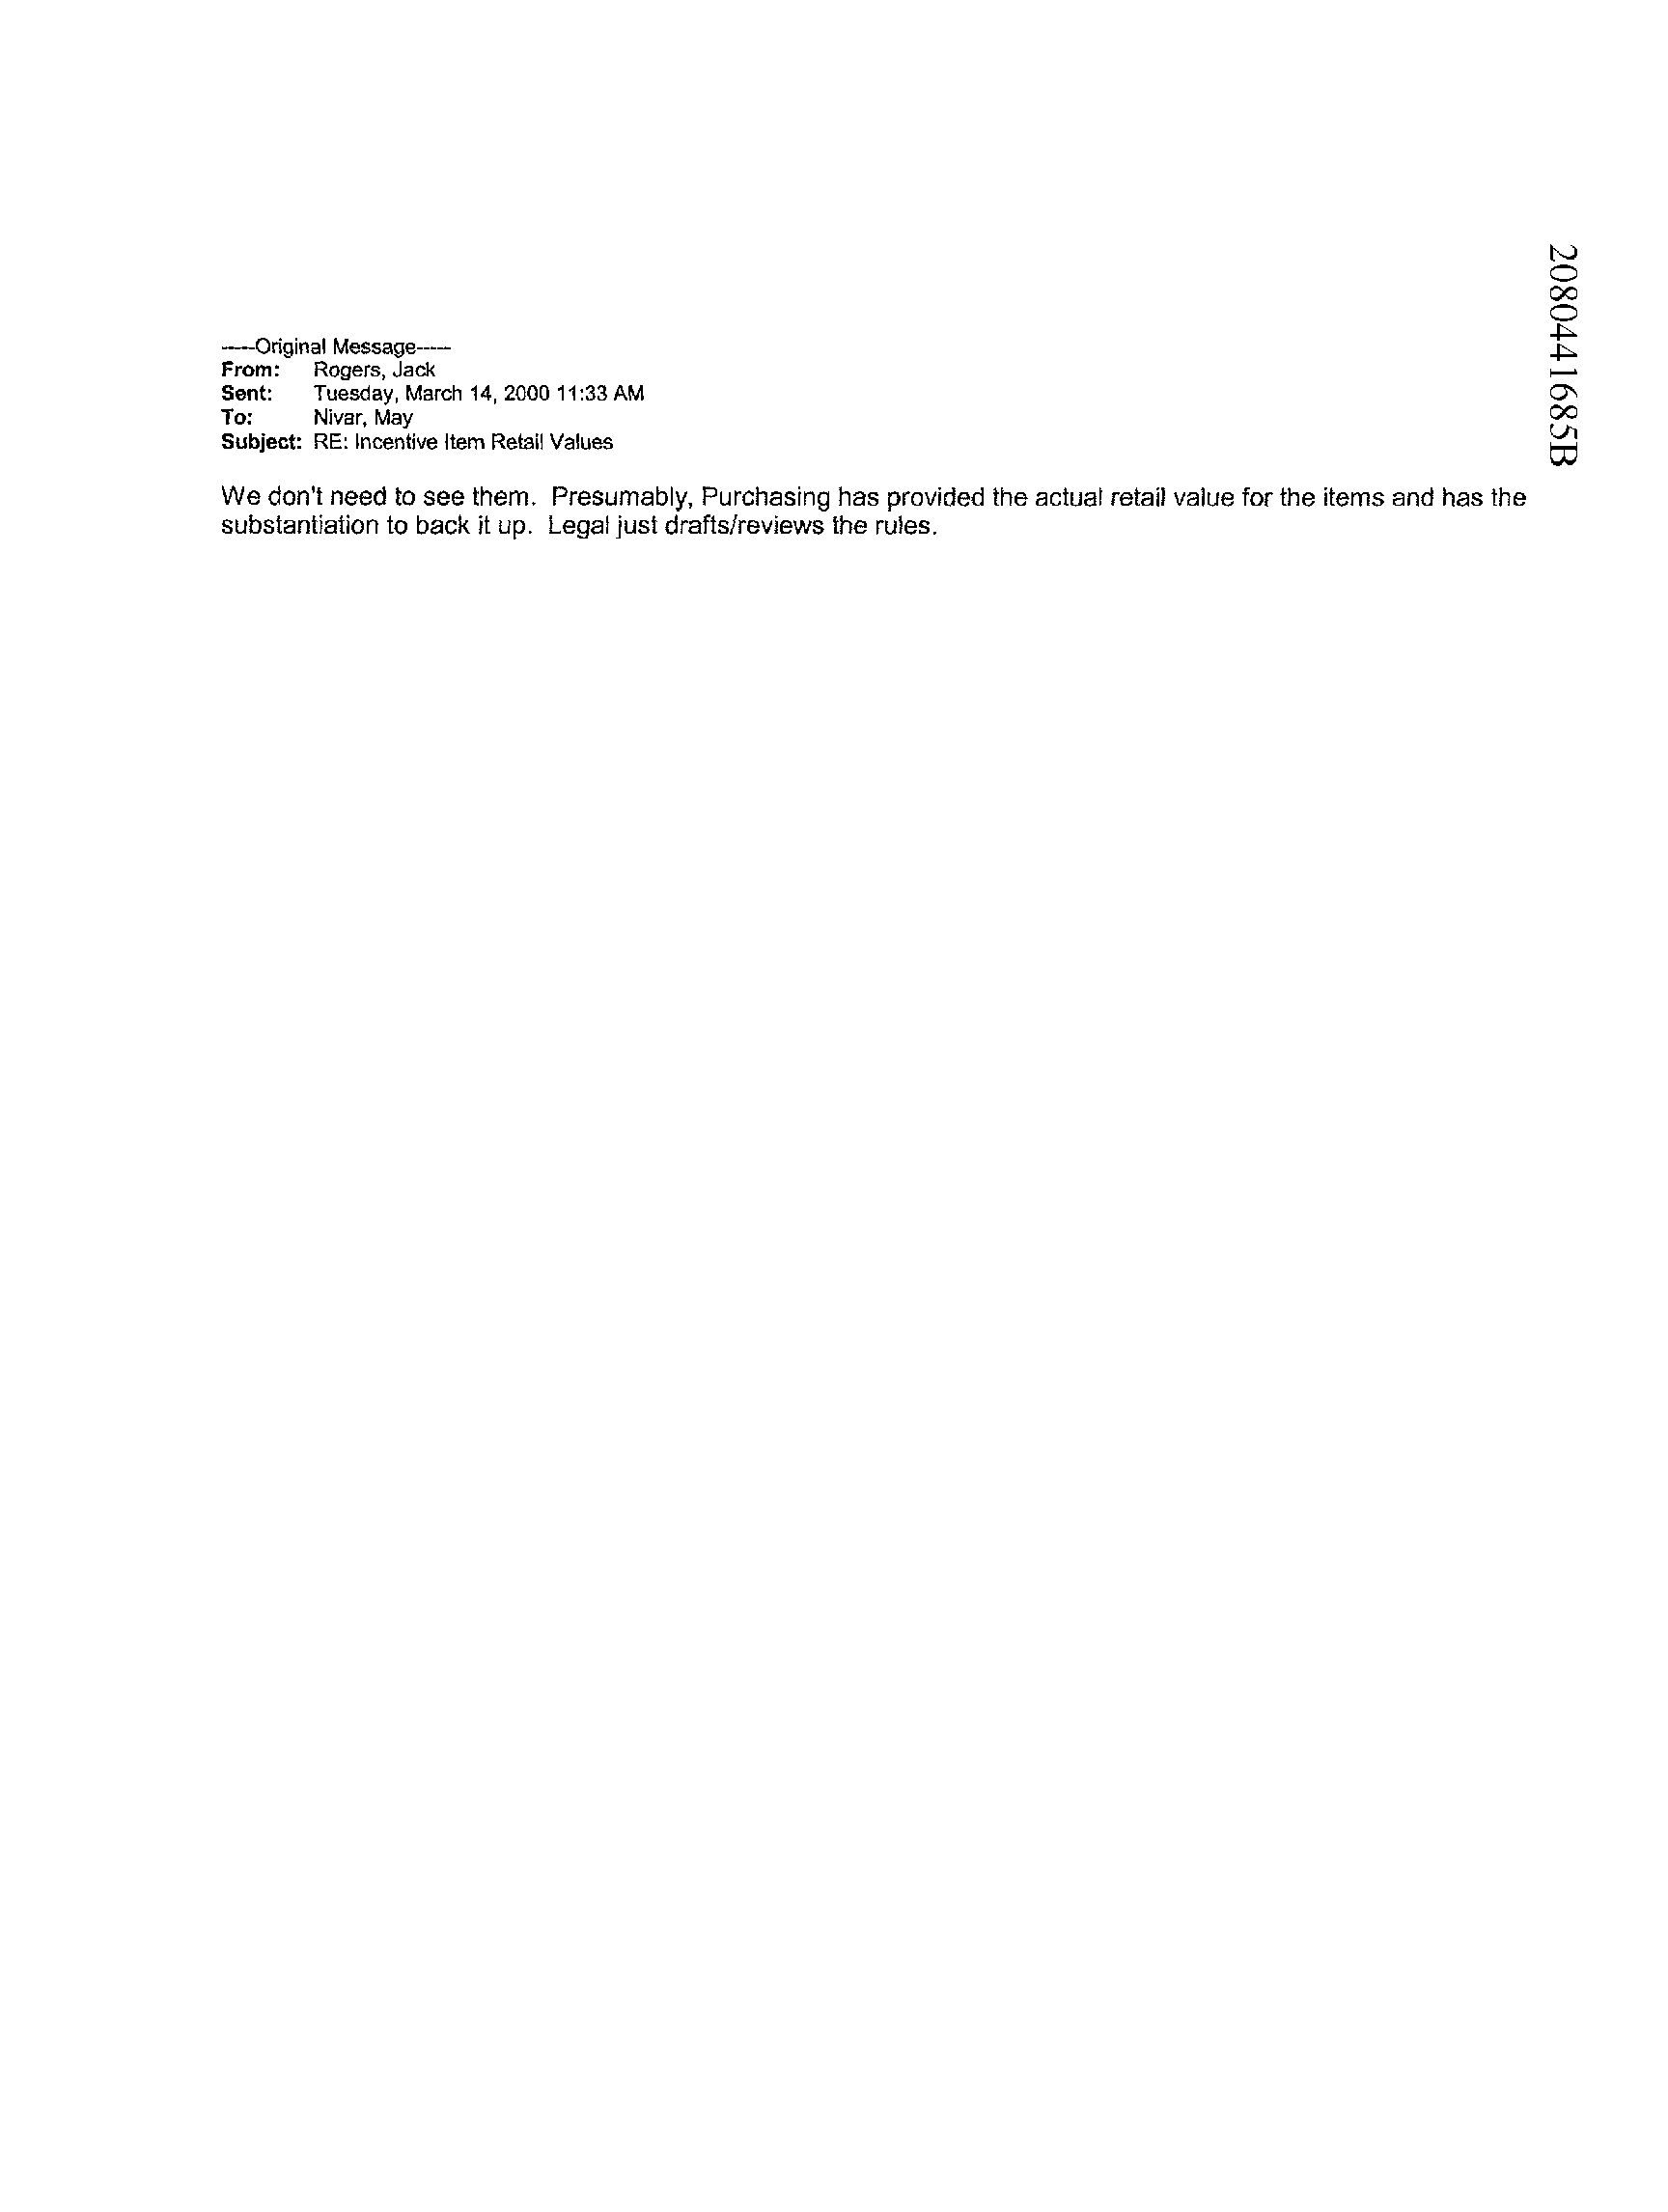 2080441685B
-----Original Message-----
From: Rogers, Jack
Sent: Tuesday, March 14, 2000 11:33 AM
To: Nivar, May
Subject: RE: Incentive Item Retail Values
We don't need to see them. Presumably, Purchasing has provided the actual retail value for the items and has the
substantiation to back it up. Legal just drafts/reviews the rules.